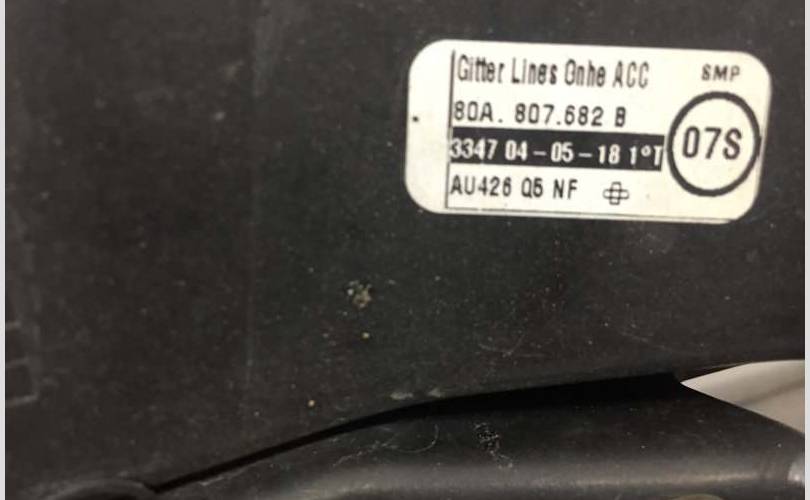 Gitter Lines Onhe ACC
SMP
80A. 807.682 B
3347 04-05-18 1°T
07S
AU426 Q5 NF